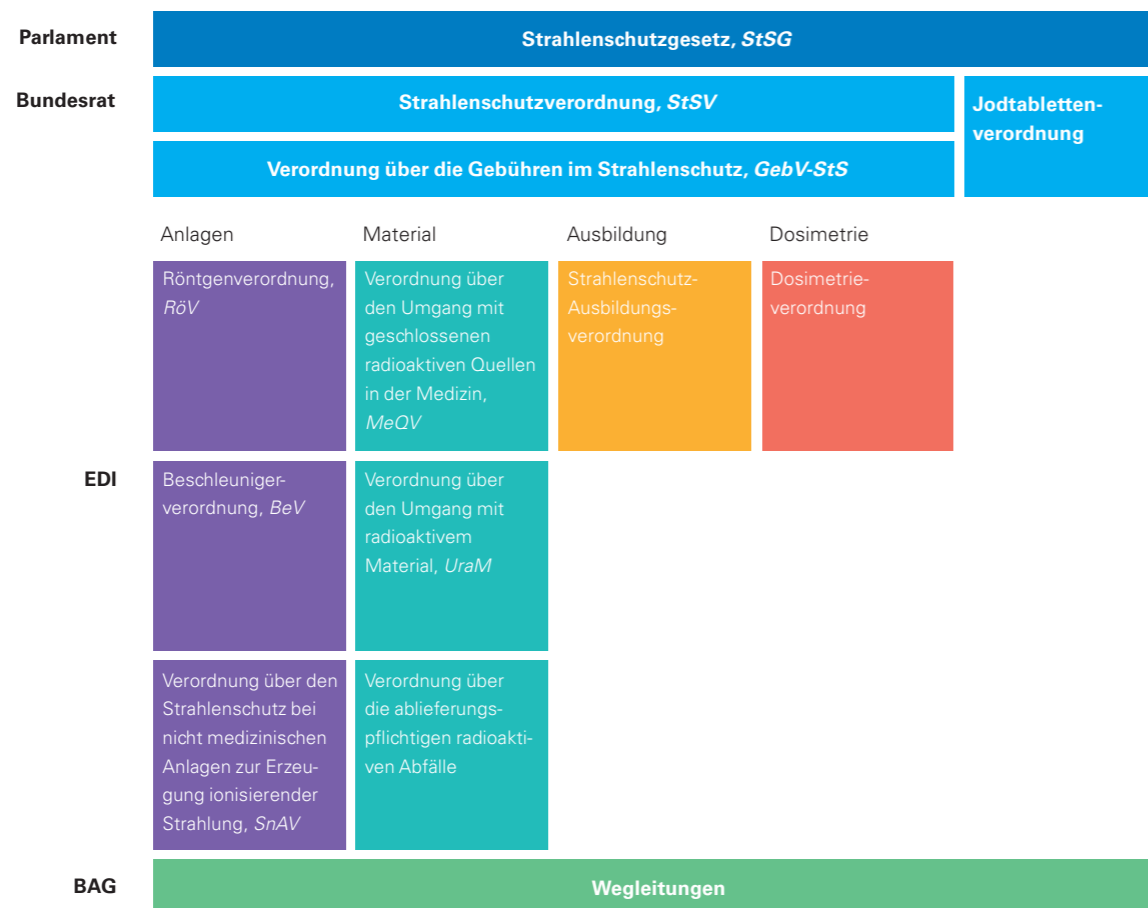 Parlament
Strahlenschutzgesetz, StSG
Bundesrat
Strahlenschutzverordnung, StSV
Jodtabletten-
verordnung
Verordnung über die Gebühren im Strahlenschutz, GebV-StS
Anlagen
Material
Ausbildung
Dosimetrie
Röntgenverordnung,
RöV
Verordnung über
den Umgang mit
geschlossenen
radioaktiven Quellen
in der Medizin,
MeQV
Strahlenschutz-
Ausbildungs-
verordnung
Dosimetrie-
verordnung
EDI
Beschleuniger-
verordnung, BeV
Verordnung über
den Umgang mit
radioaktivem
Material, UraM
Verordnung über den
Strahlenschutz bei
nicht medizinischen
Anlagen zur Erzeu-
gung ionisierender
Strahlung, SnAV
Verordnung über
die ablieferungs-
pflichtigen radioakti-
ven Abfälle
BAG
Wegleitungen